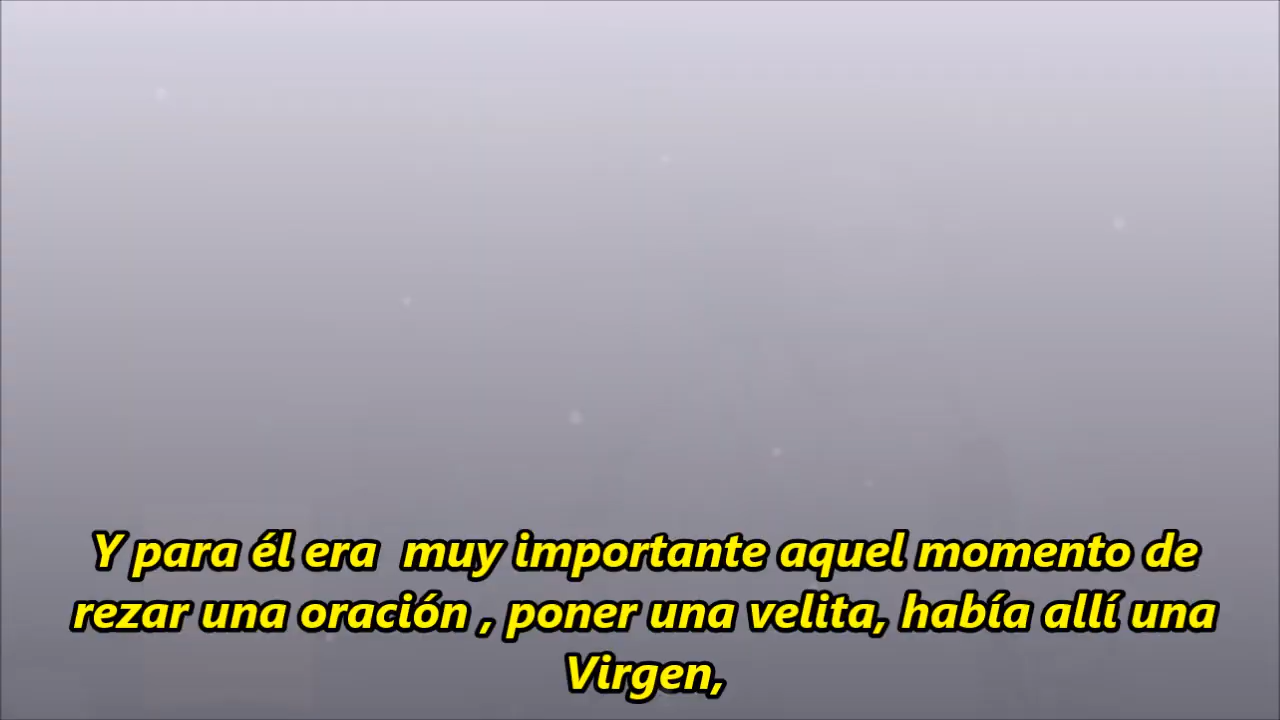 Y para él era  muy importante aquel momento de
rezar una oración , poner una velita, había allí una
Virgen,